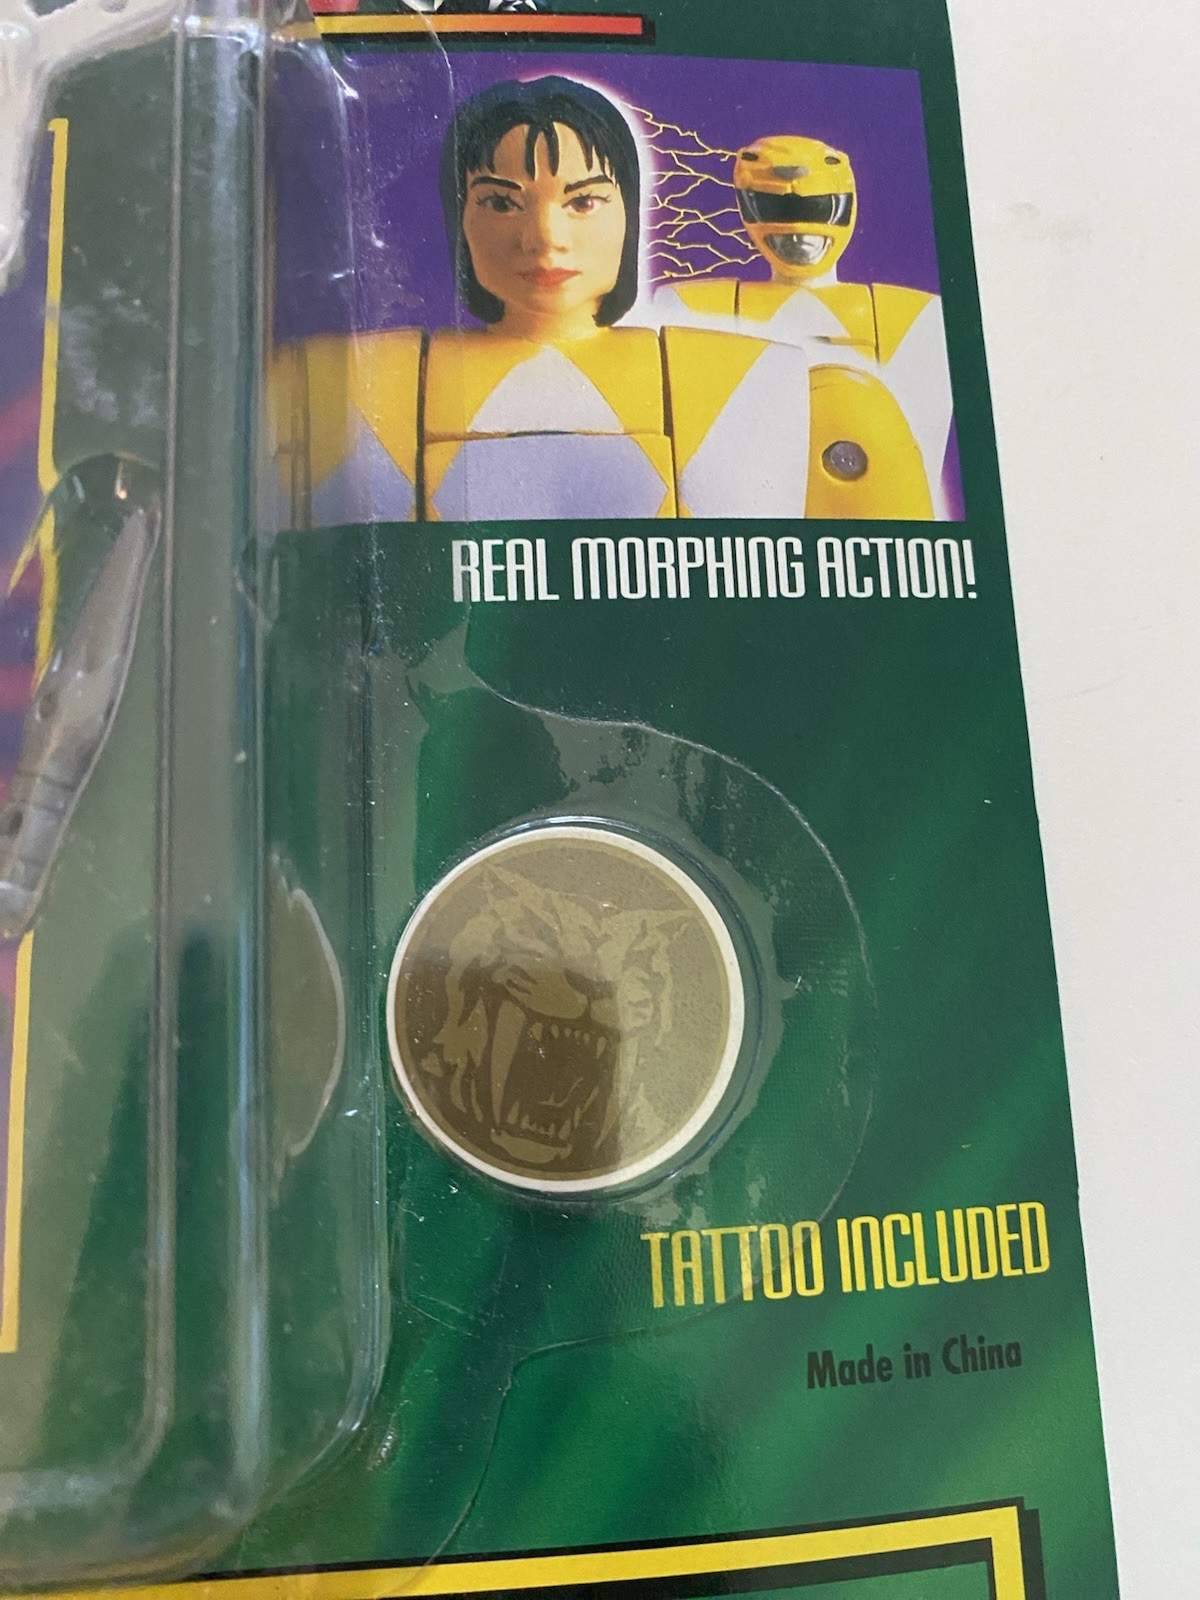 REAL MORPHING ACTION!
TATTOO INCLUDED
Made in China